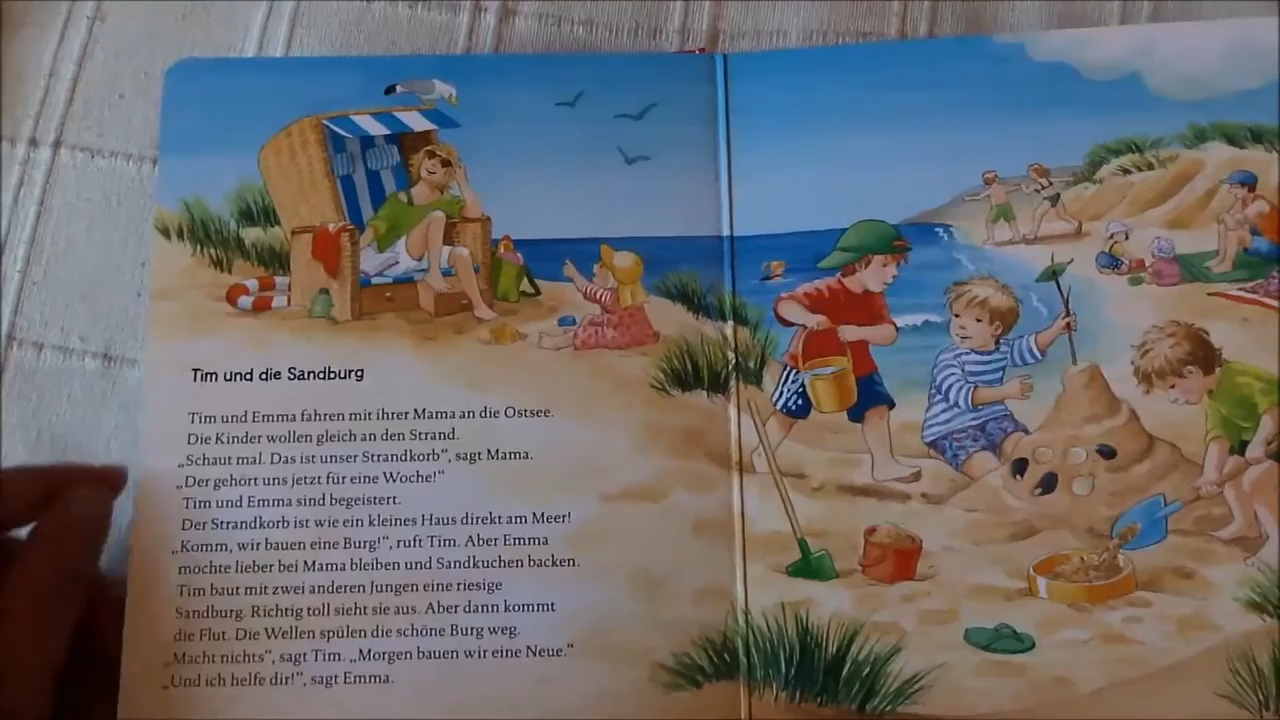 Tim und die Sandburg
Tim und Emma fahren mit ihrer Mama an die Ostsee.
Die Kinder wollen gleich an den Strand.
„Schaut mal. Das ist unser Strandkorb“, sagt Mama.
„Der gehört uns jetzt für eine Woche!“
Tim und Emma sind begeistert.
Der Strandkorb ist wie ein kleines Haus direkt am Meer!
„Komm, wir bauen eine Burg!“, ruft Tim. Aber Emma
möchte lieber bei Mama bleiben und Sandkuchen backen.
Tim baut mit zwei anderen Jungen eine riesige
Sandburg. Richtig toll sieht sie aus. Aber dann kommt
die Flut. Die Wellen spülen die schöne Burg weg.
„Macht nichts“, sagt Tim. „Morgen bauen wir eine Neue.“
„Und ich helfe dir!“, sagt Emma.